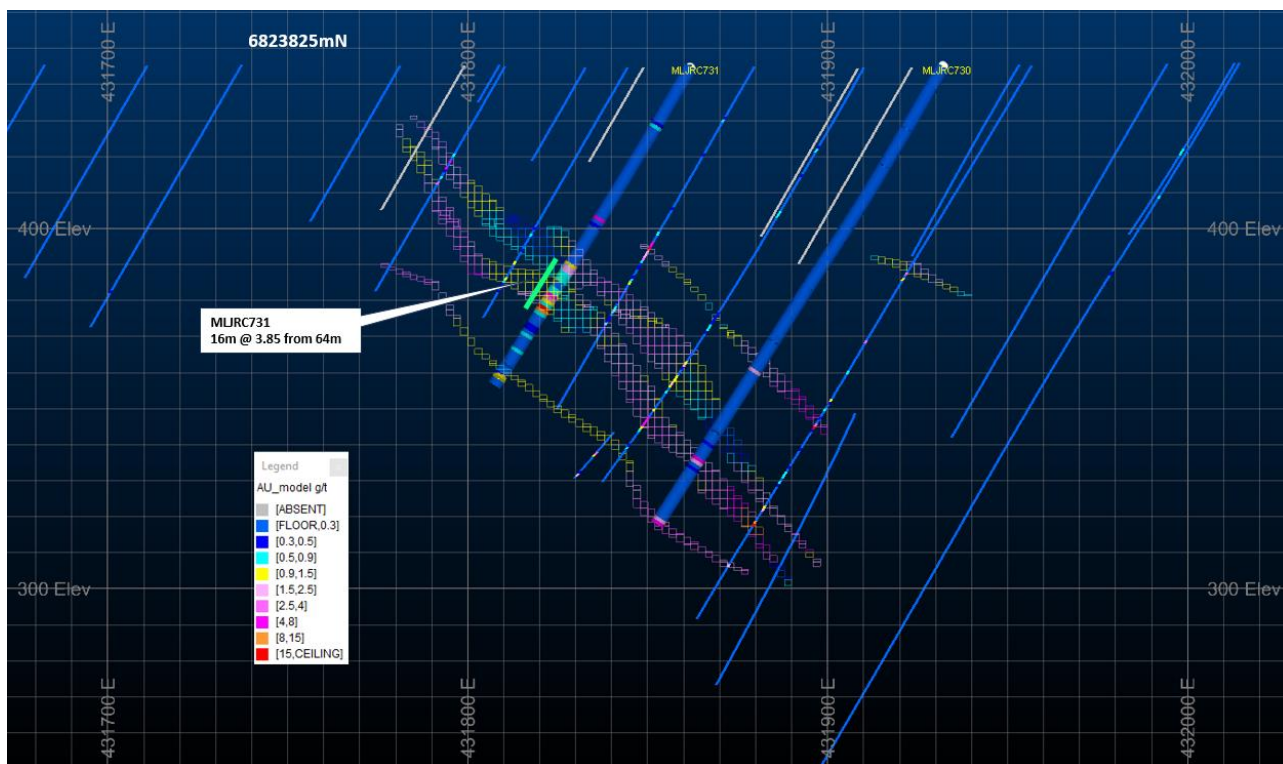 6823825mN
431700 E
431800 E
431900 E
432000 E
MLJRC731
MLJRC730
400 Elev
400 Elev
MLJRC731
16m @ 3.85 from 64m
Legend
AU_model g/t
[ABSENT]
[FLOOR,0.3]
[0.3,0.5]
[0.5,0.9]
[0.9,1.5]
[1.5,2.5]
[2.5,4]
[4,8]
[8,15]
[15,CEILING]
300 Elev
300 Elev
431700 E
431800 E
431900 E
432000 E